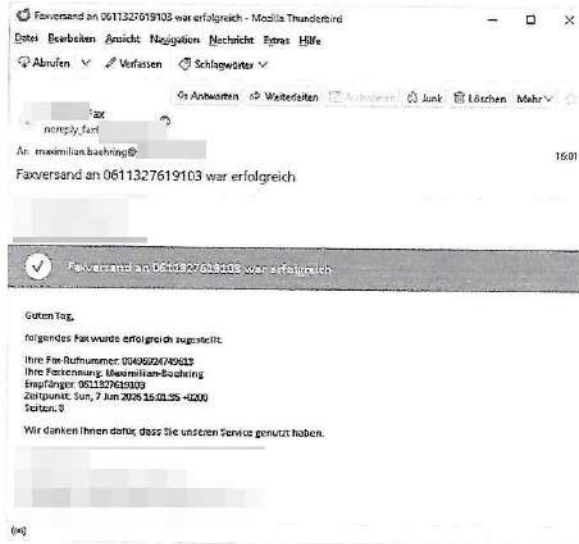 Faxversand an 0611327619103 war erfolgreich - Mozilla Thunderbird
Datei Bearbeiten Ansicht Navigation Nachricht Extras Hilfe
Abrufen Verfassen Schlagwörter
Antworten Weiterleiten Archivieren Junk Löschen Mehr
Fax
noreply_fax
An maximilian.baehring@
16:01
Faxversand an 0611327619103 war erfolgreich
Faxversand an 0611327619103 war erfolgreich
Guten Tag,
folgendes Fax wurde erfolgreich zugestellt.
Ihre Fax-Rufnummer: 00496924749613
Ihre Faxkennung: Maximilian-Baehring
Empfänger: 0611327619103
Zeitpunkt: Sun, 7 Jun 2026 16:01:35 +0200
Seiten: 8
Wir danken Ihnen dafür, dass Sie unseren Service genutzt haben.